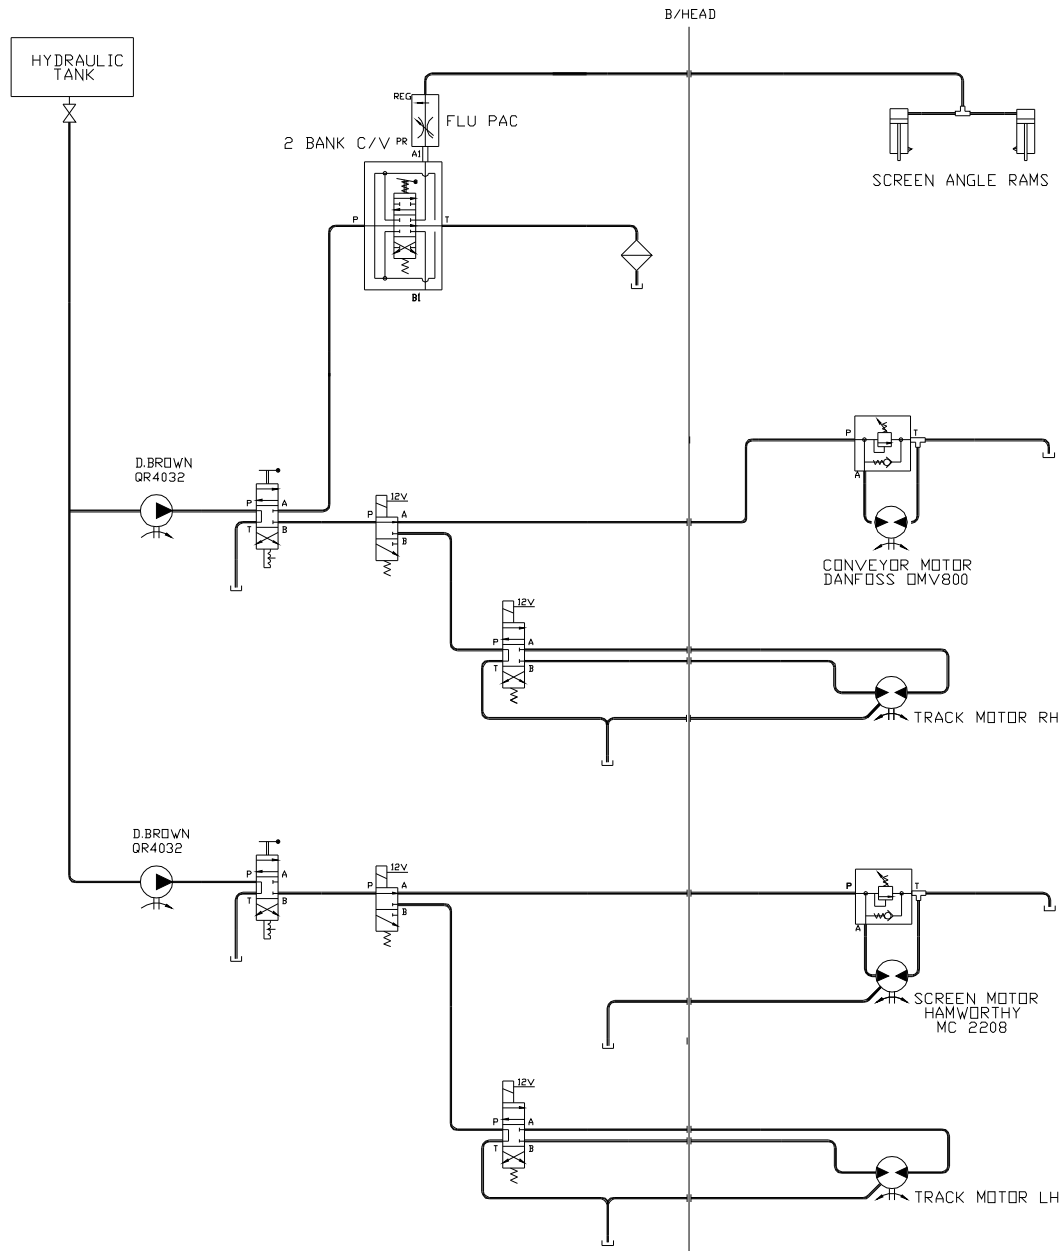 B/HEAD
HYDRAULIC
TANK
REG
FLU PAC
2 BANK C/V
PR
A1
SCREEN ANGLE RAMS
P
T
B1
P
T
A
D.BROWN
QR4032
P
A
T
B
12V
P
A
B
CONVEYOR MOTOR
DANFOSS OMV800
12V
P
A
T
B
TRACK MOTOR RH
D.BROWN
QR4032
P
A
T
B
12V
P
A
B
P
T
A
SCREEN MOTOR
HAMWORTHY
MC 2208
12V
P
A
T
B
TRACK MOTOR LH